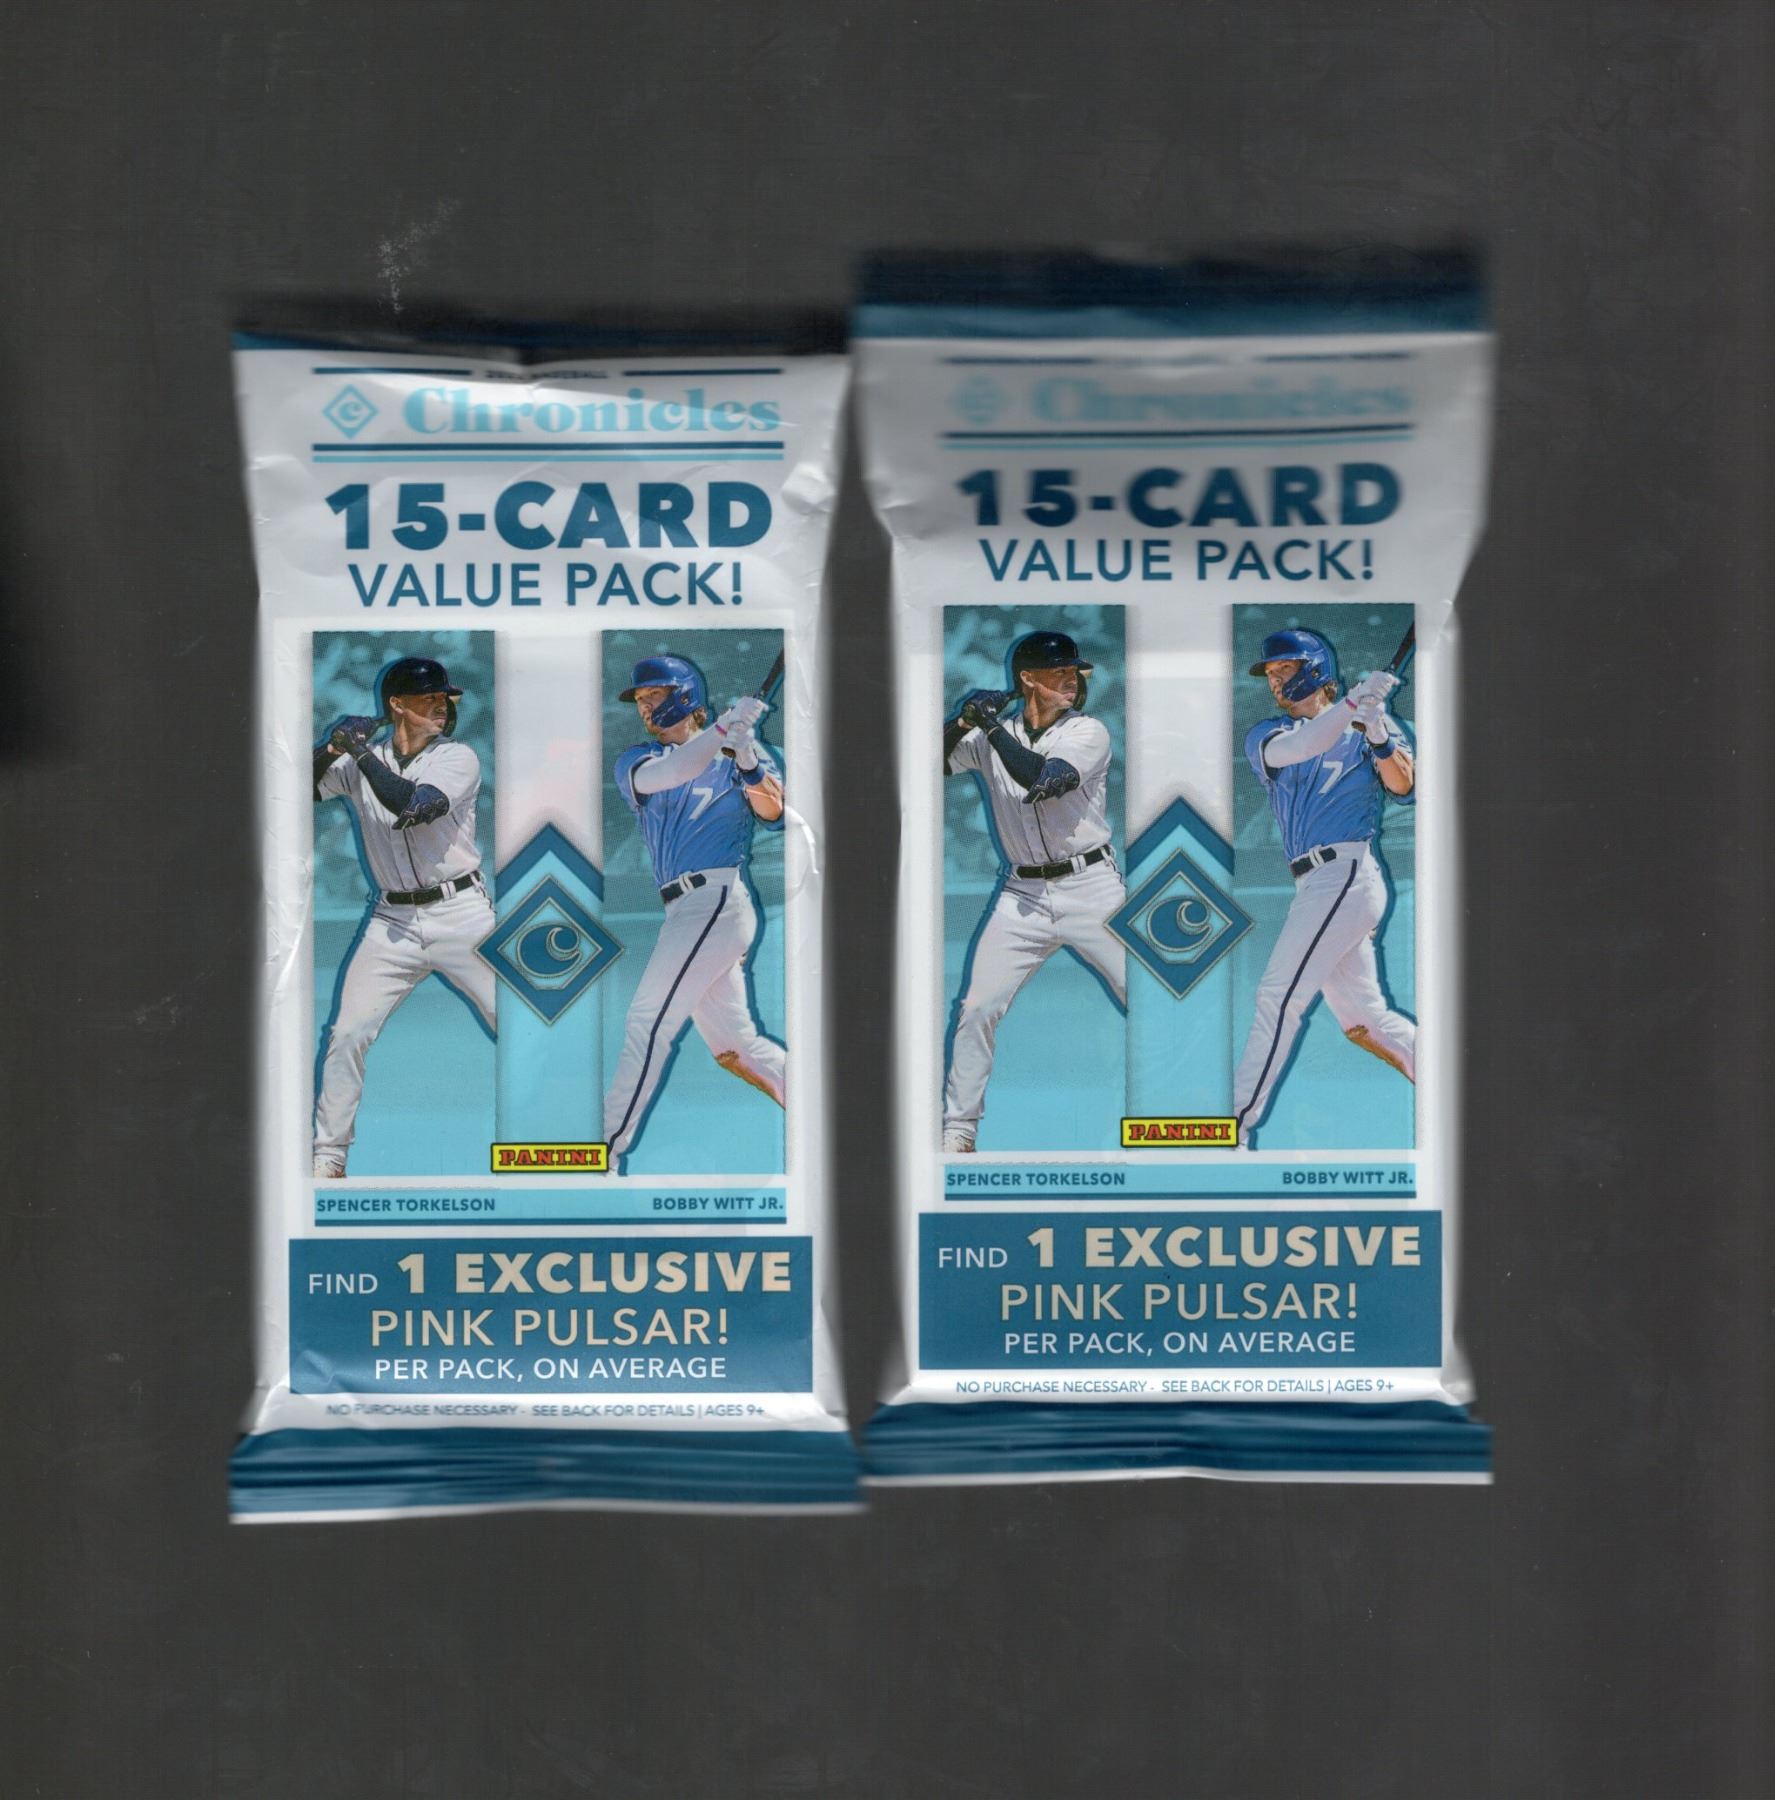 Chronicles
15-CARD
VALUE PACK!
7
C
PANINI
SPENCER TORKELSON
BOBBY WITT JR.
FIND 1 EXCLUSIVE
PINK PULSAR!
PER PACK, ON AVERAGE
NO PURCHASE NECESSARY - SEE BACK FOR DETAILS | AGES 9+
Chronicles
15-CARD
VALUE PACK!
7
C
PANINI
SPENCER TORKELSON
BOBBY WITT JR.
FIND 1 EXCLUSIVE
PINK PULSAR!
PER PACK, ON AVERAGE
NO PURCHASE NECESSARY - SEE BACK FOR DETAILS | AGES 9+